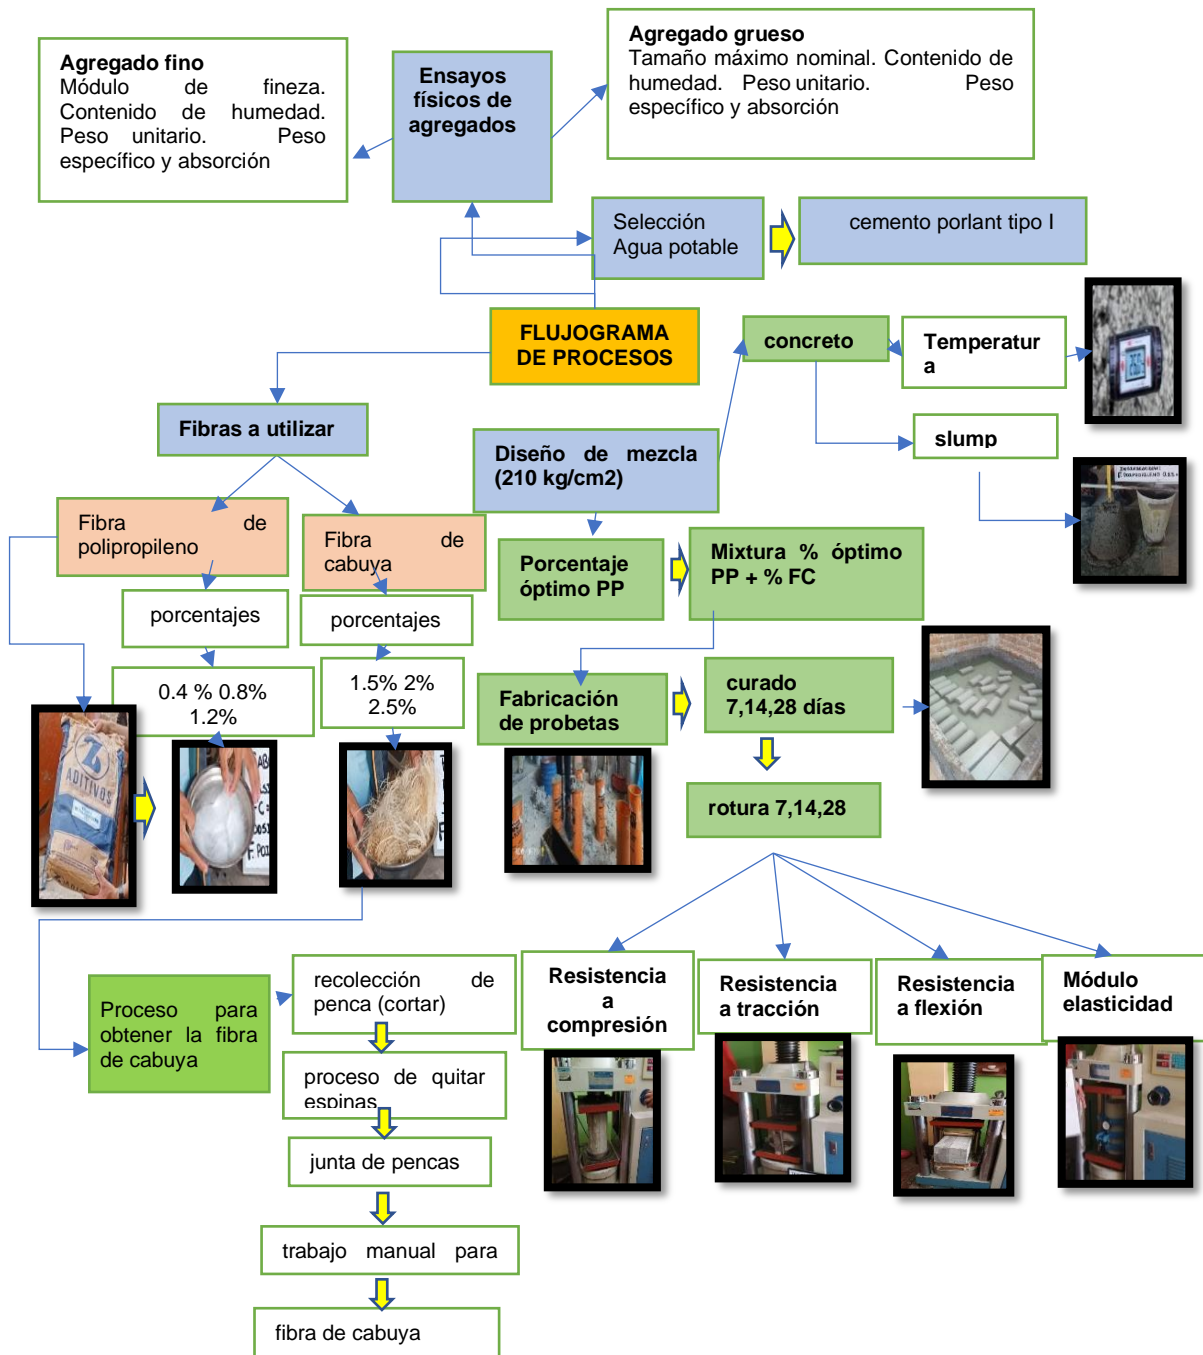 Agregado fino
Módulo de fineza.
Contenido de humedad.
Peso unitario. Peso
específico y absorción
Ensayos
físicos de
agregados
Agregado grueso
Tamaño máximo nominal. Contenido de
humedad. Peso unitario. Peso
específico y absorción
Selección
Agua potable
cemento porlant tipo I
FLUJOGRAMA
DE PROCESOS
concreto
Temperatur
a
slump
Fibras a utilizar
Diseño de mezcla
(210 kg/cm2)
Fibra de
polipropileno
Fibra de
cabuya
Porcentaje
óptimo PP
Mixtura % óptimo
PP + % FC
porcentajes
porcentajes
0.4 % 0.8%
1.2%
1.5% 2%
2.5%
Fabricación
de probetas
curado
7,14,28 días
Z
ADITIVOS
rotura 7,14,28
Proceso para
obtener la fibra
de cabuya
recolección de
penca (cortar)
proceso de quitar
espinas
junta de pencas
trabajo manual para
fibra de cabuya
Resistencia
a
compresión
Resistencia
a tracción
Resistencia
a flexión
Módulo
elasticidad